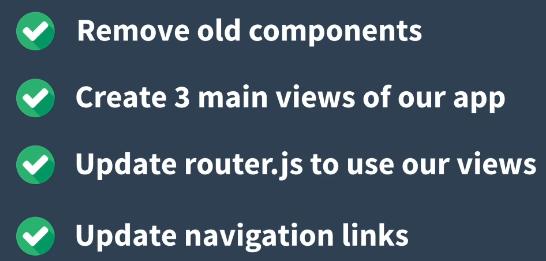 Remove old components
Create 3 main views of our app
Update router.js to use our views
Update navigation links